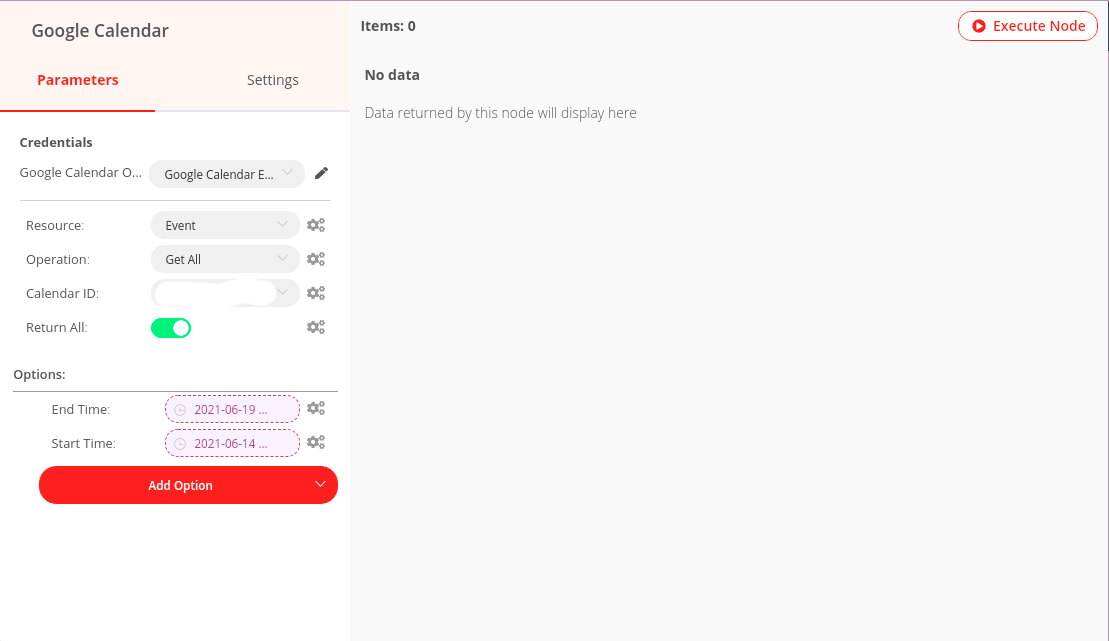 Google Calendar
Parameters
Settings
Credentials
Google Calendar O...
Google Calendar E...
Resource:
Event
Operation:
Get All
Calendar ID:
Return All:
Options:
End Time:
2021-06-19 ...
Start Time:
2021-06-14 ...
Add Option
Items: 0
Execute Node
No data
Data returned by this node will display here